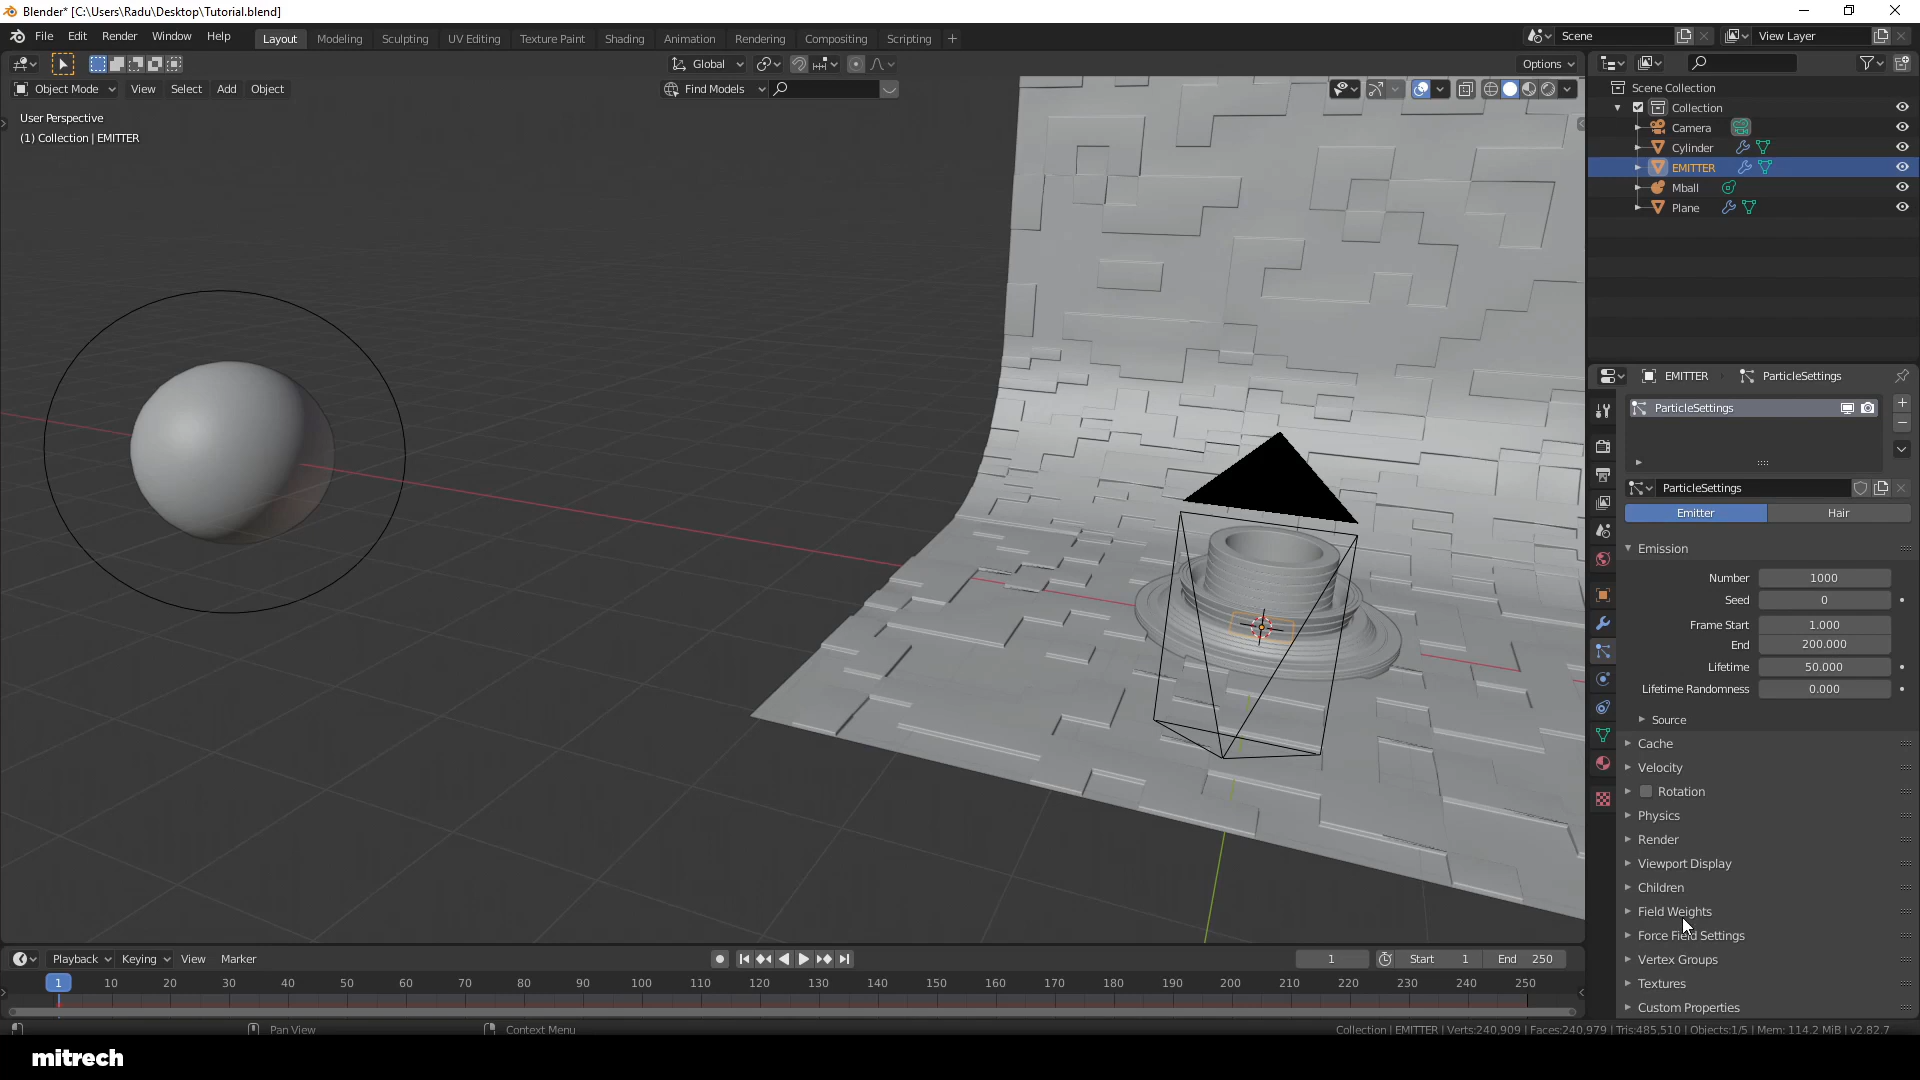 Blender* [C:\Users\Radu\Desktop\Tutorial.blend]
File Edit Render Window Help Layout Modeling Sculpting UV Editing Texture Paint Shading Animation Rendering Compositing Scripting + Scene View Layer
Global Options
Object Mode View Select Add Object Find Models
User Perspective
(1) Collection | EMITTER
Scene Collection
Collection
Camera
Cylinder
EMITTER
Mball
Plane
EMITTER ParticleSettings
ParticleSettings
ParticleSettings
Emitter Hair
Emission
Number 1000
Seed 0
Frame Start 1.000
End 200.000
Lifetime 50.000
Lifetime Randomness 0.000
Source
Cache
Velocity
Rotation
Physics
Render
Viewport Display
Children
Field Weights
Force Field Settings
Vertex Groups
Textures
Custom Properties
Playback Keying View Marker 1 Start 1 End 250
1 10 20 30 40 50 60 70 80 90 100 110 120 130 140 150 160 170 180 190 200 210 220 230 240 250
Pan View Context Menu Collection | EMITTER | Verts:240,909 | Faces:240,979 | Tris:485,510 | Objects:1/5 | Mem: 114.2 MiB | v2.82.7
mitrech